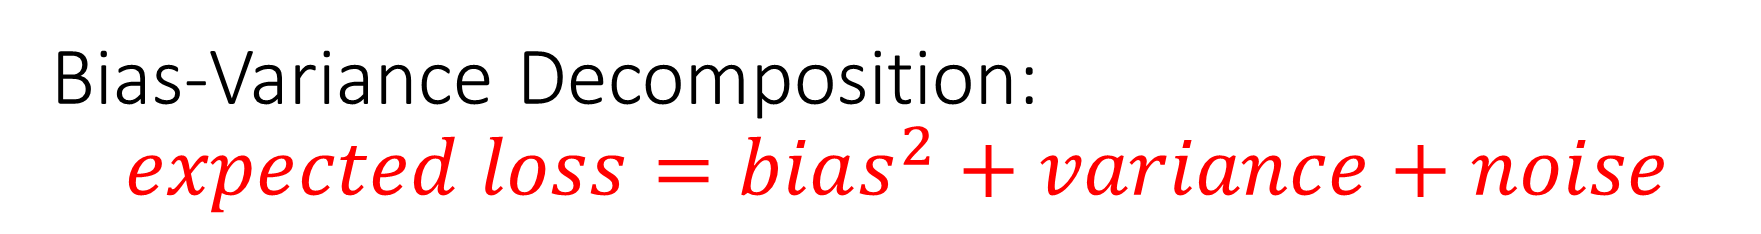 Bias-Variance Decomposition:
expected loss = bias² + variance + noise